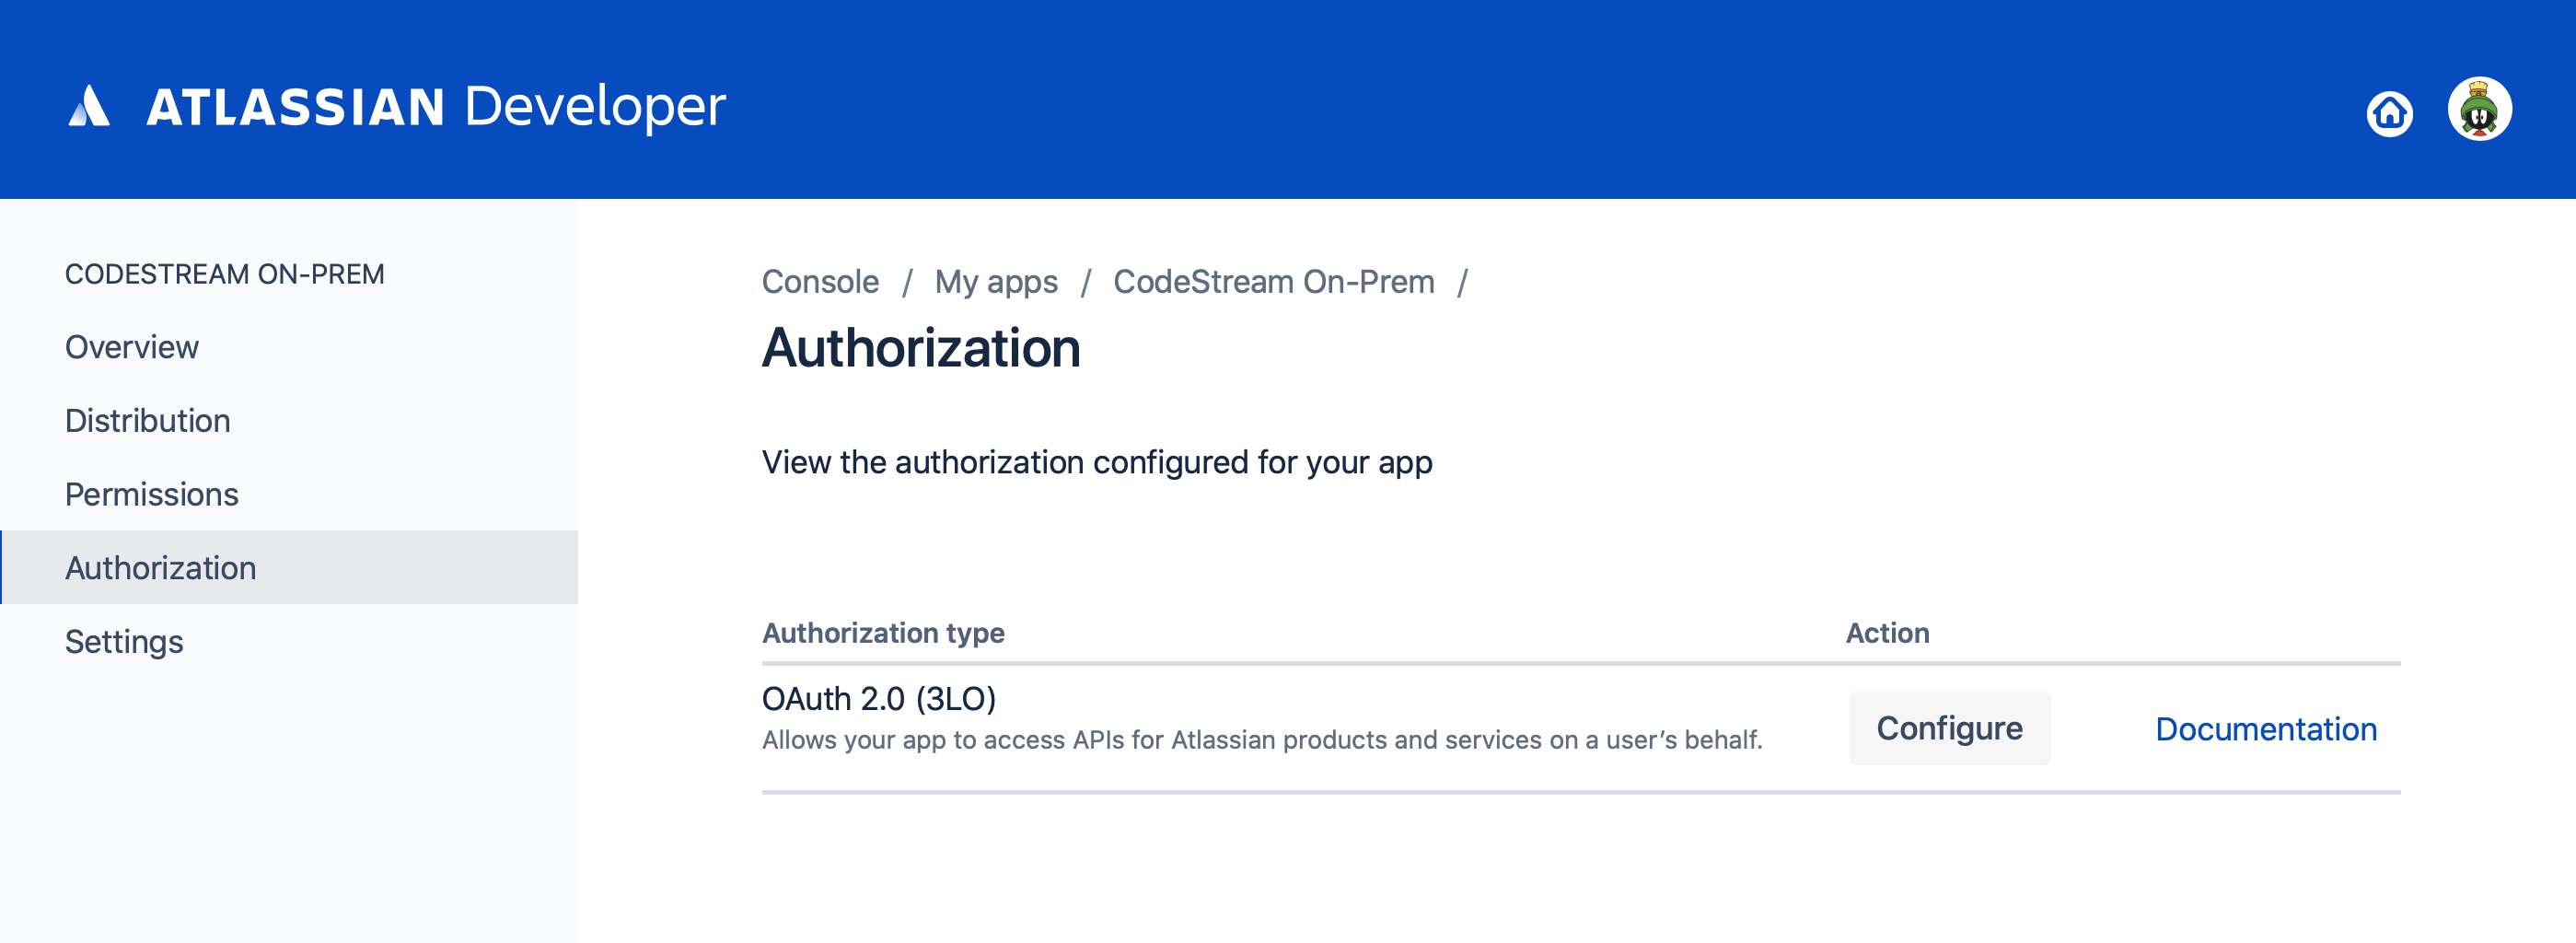 ATLASSIAN Developer
CODESTREAM ON-PREM
Overview
Distribution
Permissions
Authorization
Settings
Console / My apps / CodeStream On-Prem /
Authorization
View the authorization configured for your app
Authorization type Action
OAuth 2.0 (3LO)
Allows your app to access APIs for Atlassian products and services on a user’s behalf.
Configure Documentation